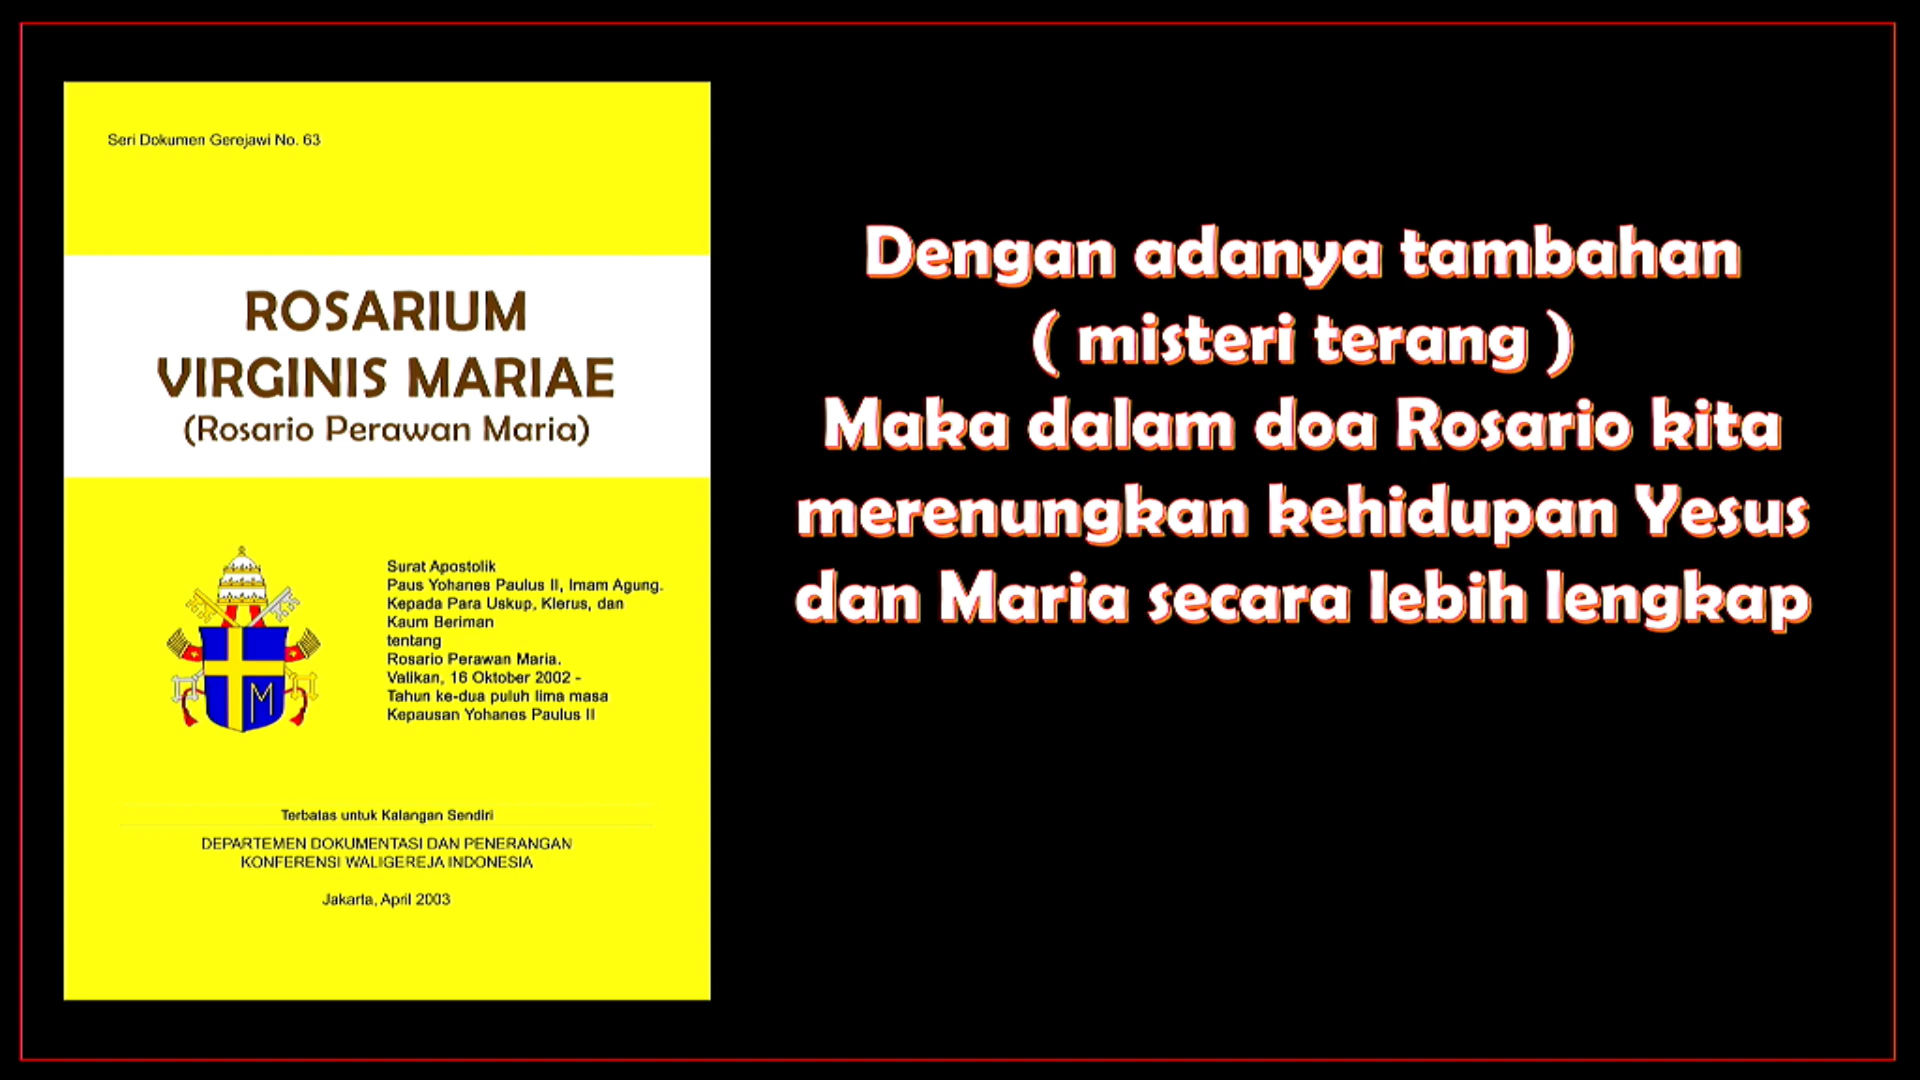 Seri Dokumen Gerejawi No. 63
ROSARIUM
VIRGINIS MARIAE
(Rosario Perawan Maria)
Surat Apostolik
Paus Yohanes Paulus II, Imam Agung.
Kepada Para Uskup, Klerus, dan
Kaum Beriman
tentang
Rosario Perawan Maria.
Vatikan, 16 Oktober 2002 -
Tahun ke-dua puluh lima masa
Kepausan Yohanes Paulus II
M
Terbatas untuk Kalangan Sendiri
DEPARTEMEN DOKUMENTASI DAN PENERANGAN
KONFERENSI WALIGEREJA INDONESIA
Jakarta, April 2003
Dengan adanya tambahan
( misteri terang )
Maka dalam doa Rosario kita
merenungkan kehidupan Yesus
dan Maria secara lebih lengkap